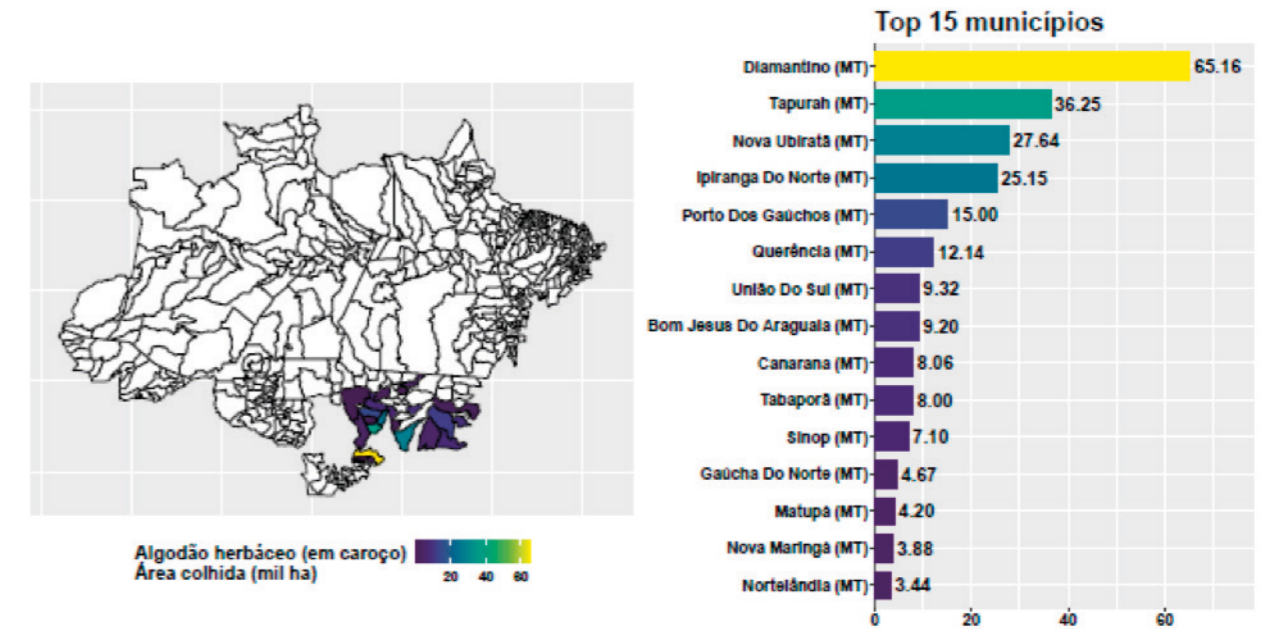 Top 15 municípios
Diamantino (MT) 65.16
Tapurah (MT) 36.25
Nova Ubiratã (MT) 27.64
Ipiranga Do Norte (MT) 25.15
Porto Dos Gaúchos (MT) 15.00
Querência (MT) 12.14
União Do Sul (MT) 9.32
Bom Jesus Do Araguaia (MT) 9.20
Canarana (MT) 8.06
Tabaporã (MT) 8.00
Sinop (MT) 7.10
Gaúcha Do Norte (MT) 4.67
Matupá (MT) 4.20
Nova Maringá (MT) 3.88
Nortelândia (MT) 3.44
0 20 40 60
Algodão herbáceo (em caroço)
Área colhida (mil ha)
20 40 60